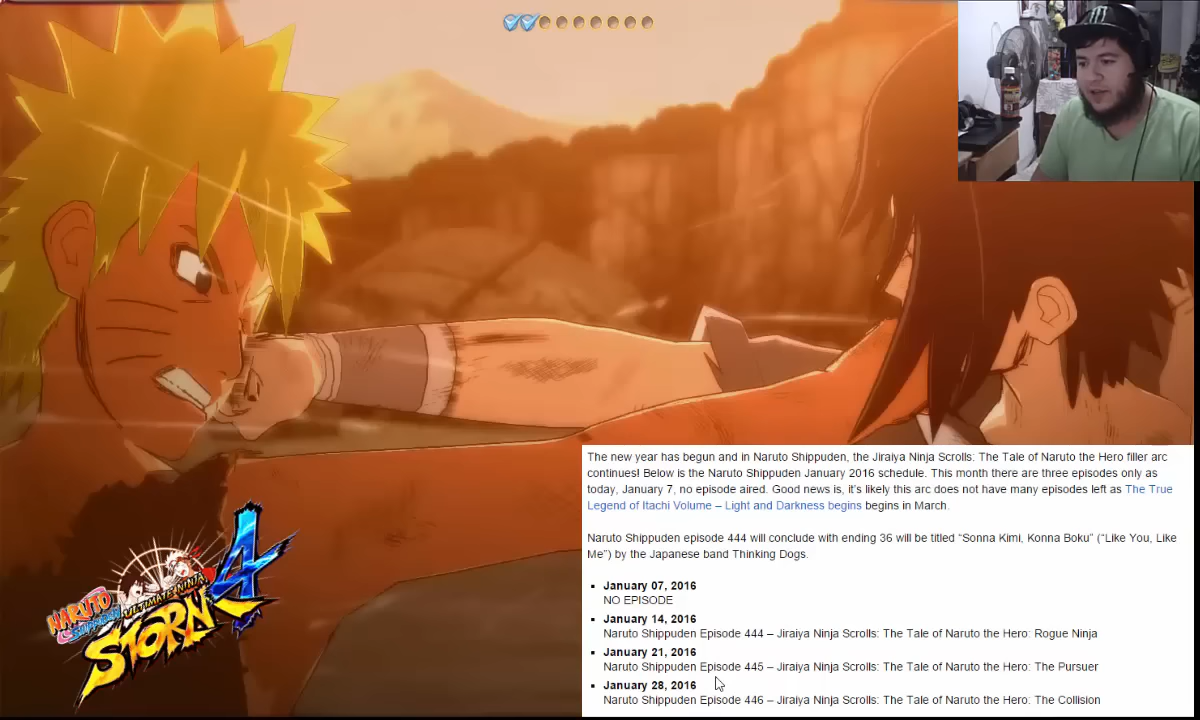 The new year has begun and in Naruto Shippuden, the Jiraiya Ninja Scrolls: The Tale of Naruto the Hero filler arc
continues! Below is the Naruto Shippuden January 2016 schedule. This month there are three episodes only as
today, January 7, no episode aired. Good news is, it's likely this arc does not have many episodes left as The True
Legend of Itachi Volume – Light and Darkness begins begins in March.
Naruto Shippuden episode 444 will conclude with ending 36 will be titled “Sonna Kimi, Konna Boku” (“Like You, Like
Me”) by the Japanese band Thinking Dogs.
January 07, 2016
NO EPISODE
January 14, 2016
Naruto Shippuden Episode 444 – Jiraiya Ninja Scrolls: The Tale of Naruto the Hero: Rogue Ninja
January 21, 2016
Naruto Shippuden Episode 445 – Jiraiya Ninja Scrolls: The Tale of Naruto the Hero: The Pursuer
January 28, 2016
Naruto Shippuden Episode 446 – Jiraiya Ninja Scrolls: The Tale of Naruto the Hero: The Collision
NARUTO
SHIPPUDEN
ULTIMATE NINJA
STORM 4